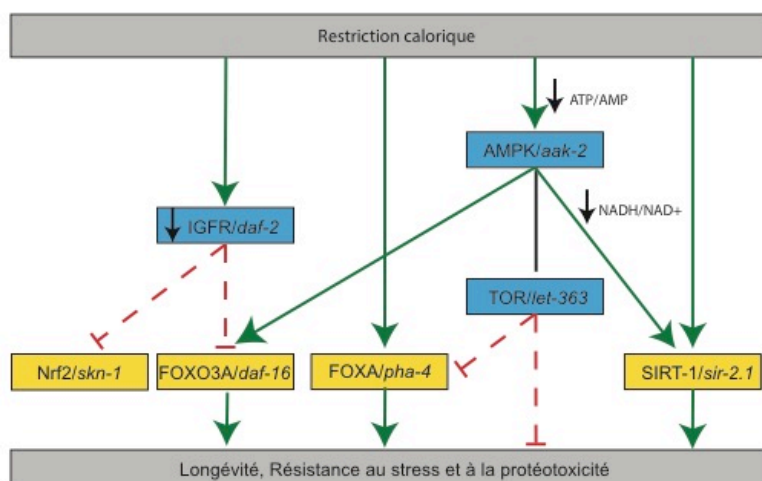 Restriction calorique
ATP/AMP
AMPK/aak-2
NADH/NAD+
IGFR/daf-2
TOR/let-363
Nrf2/skn-1
FOXO3A/daf-16
FOXA/pha-4
SIRT-1/sir-2.1
Longévité, Résistance au stress et à la protéotoxicité